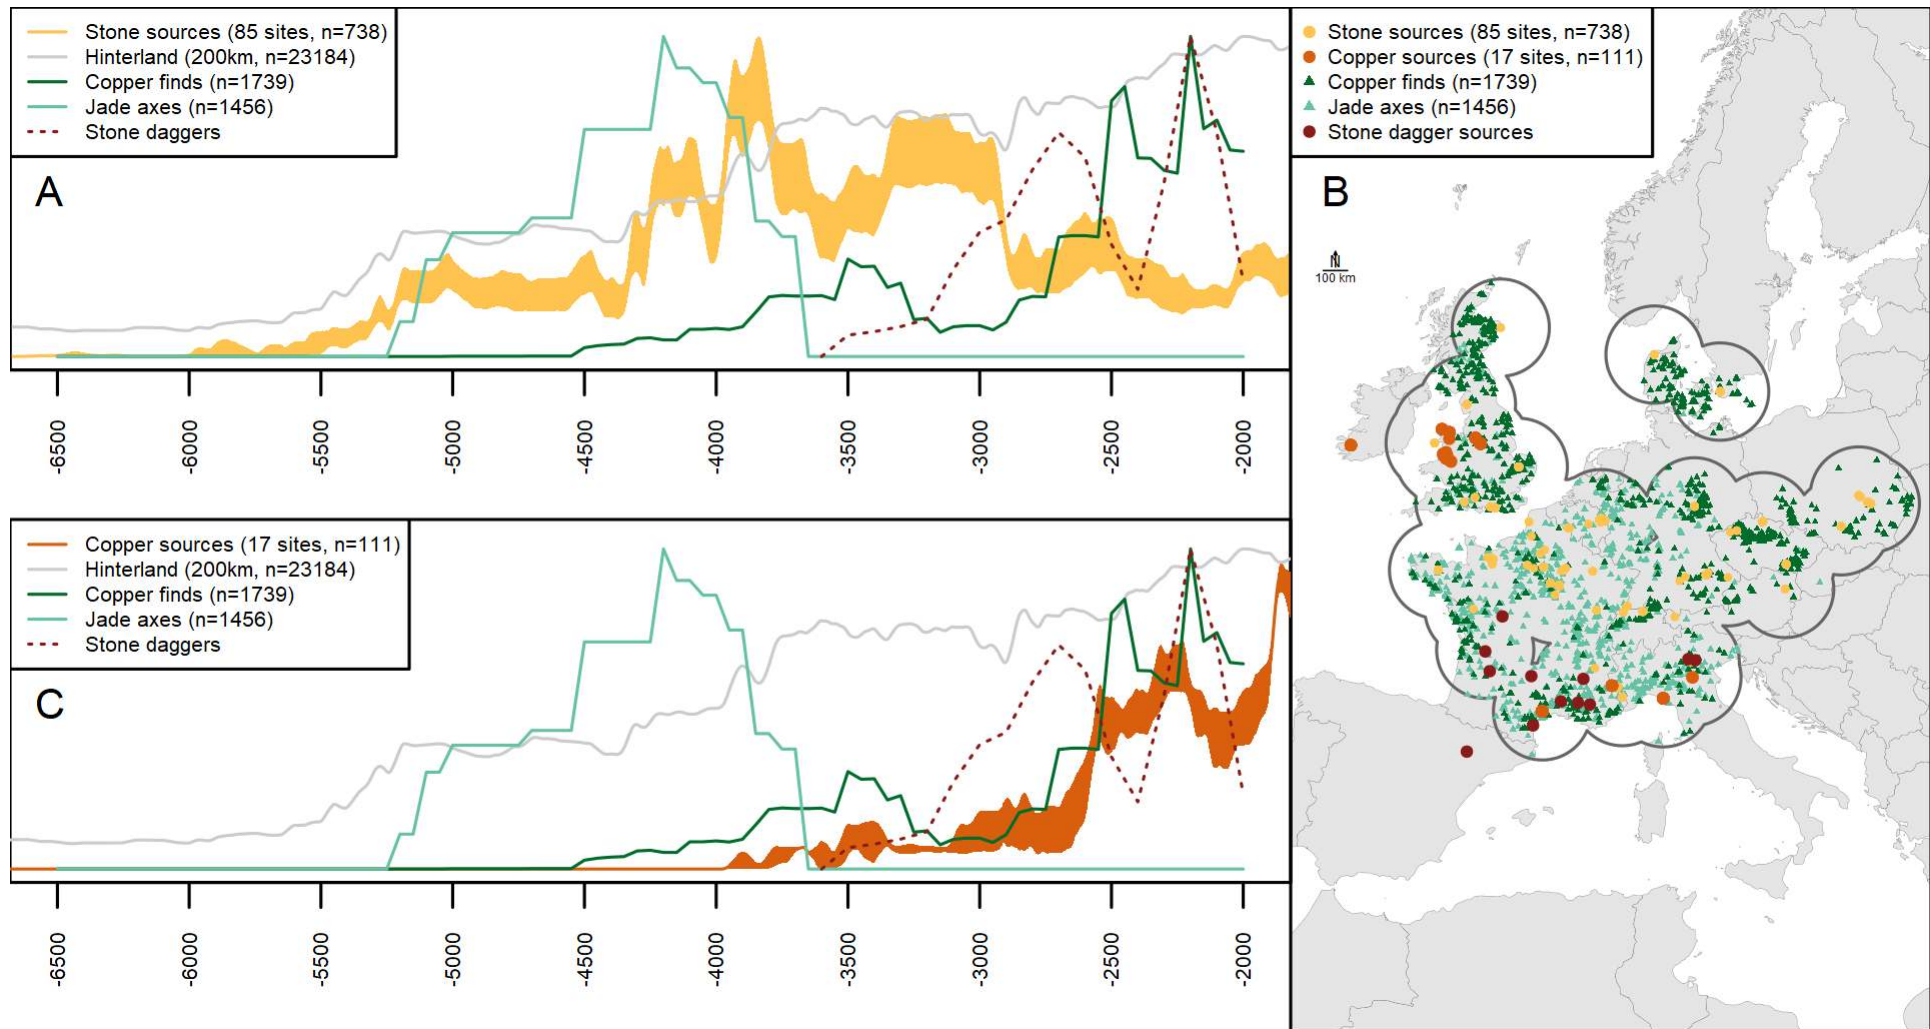 Stone sources (85 sites, n=738)
Hinterland (200km, n=23184)
Copper finds (n=1739)
Jade axes (n=1456)
Stone daggers
A
-6500
-6000
-5500
-5000
-4500
-4000
-3500
-3000
-2500
-2000
Copper sources (17 sites, n=111)
Hinterland (200km, n=23184)
Copper finds (n=1739)
Jade axes (n=1456)
Stone daggers
C
-6500
-6000
-5500
-5000
-4500
-4000
-3500
-3000
-2500
-2000
Stone sources (85 sites, n=738)
Copper sources (17 sites, n=111)
Copper finds (n=1739)
Jade axes (n=1456)
Stone dagger sources
B
N
100 km